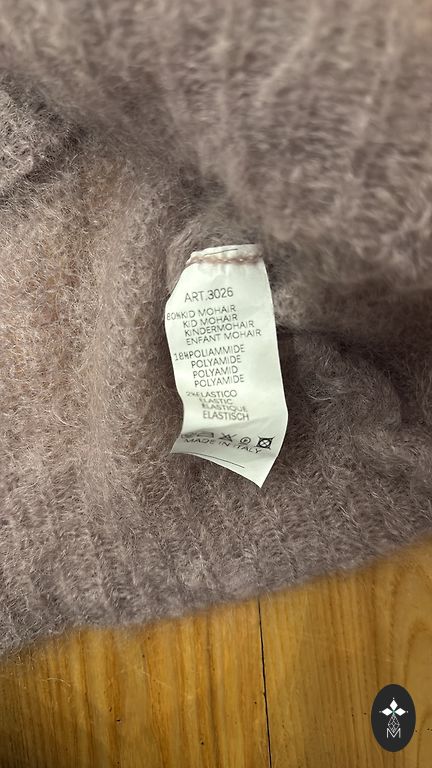 ART.3026
80%KID MOHAIR
KID MOHAIR
KINDERMOHAIR
ENFANT MOHAIR
18%POLIAMMIDE
POLYAMIDE
POLYAMID
POLYAMIDE
2%ELASTICO
ELASTIC
ELASTIQUE
ELASTISCH
MADE IN ITALY
M